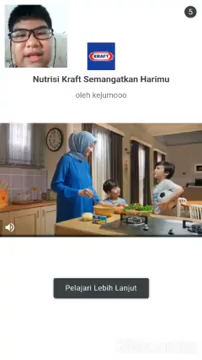 5
KRAFT
Nutrisi Kraft Semangatkan Harimu
oleh kejumooo
Pelajari Lebih Lanjut